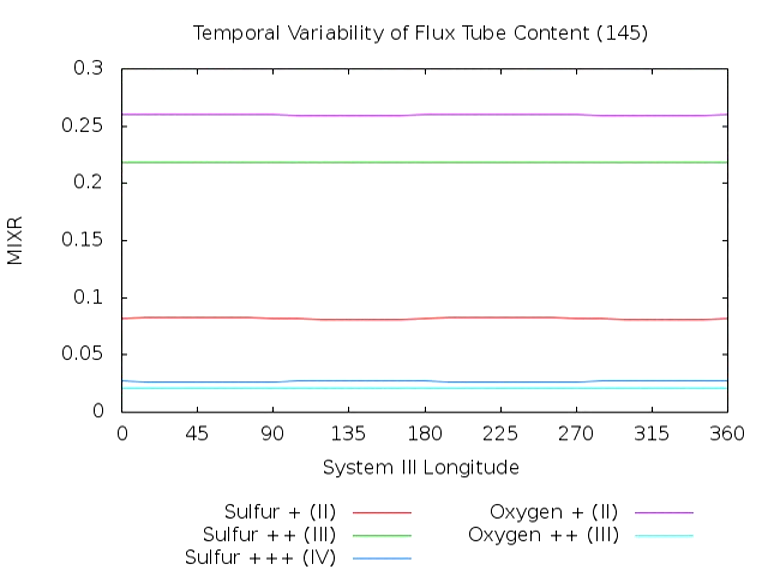 Temporal Variability of Flux Tube Content (145)
0.3
0.25
0.2
0.15
0.1
0.05
0
MIXR
0 45 90 135 180 225 270 315 360
System III Longitude
Sulfur + (II) Oxygen + (II)
Sulfur ++ (III) Oxygen ++ (III)
Sulfur +++ (IV)